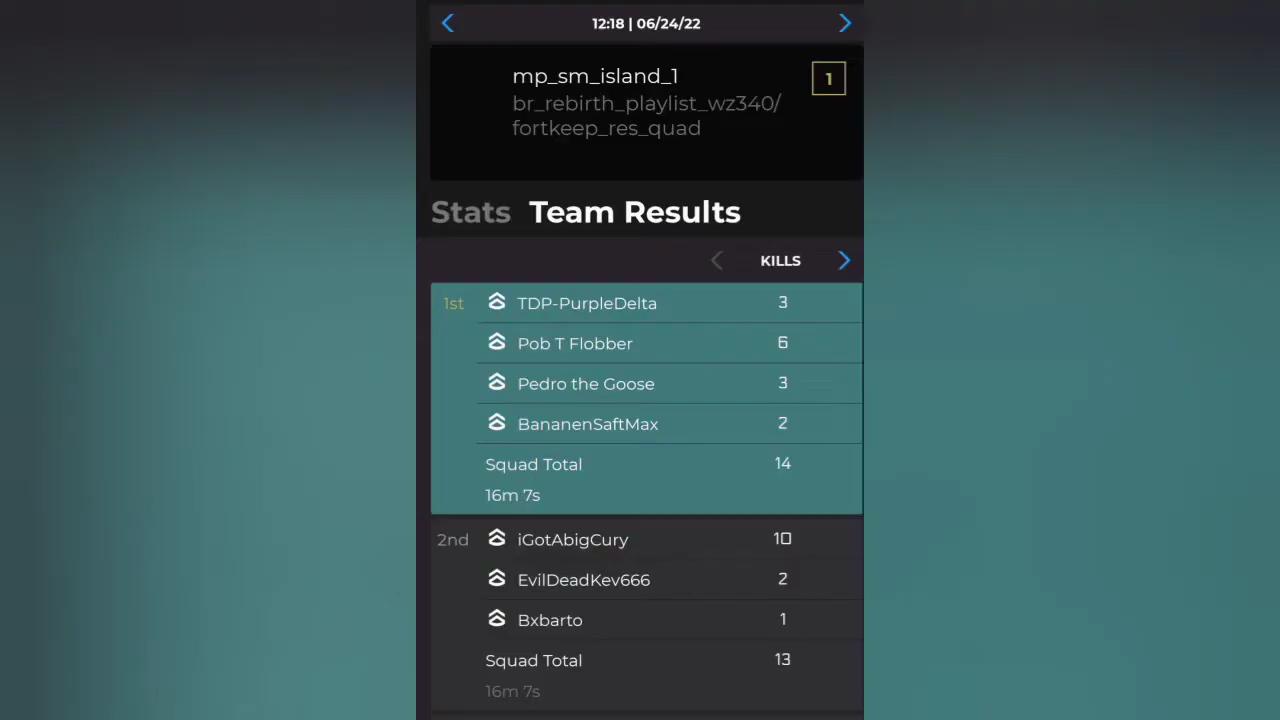 12:18 | 06/24/22
mp_sm_island_1
1
br_rebirth_playlist_wz340/
fortkeep_res_quad
Stats Team Results
KILLS
1st TDP-PurpleDelta 3
Pob T Flobber 6
Pedro the Goose 3
BananenSaftMax 2
Squad Total 14
16m 7s
2nd iGotAbigCury 10
EvilDeadKev666 2
Bxbarto 1
Squad Total 13
16m 7s